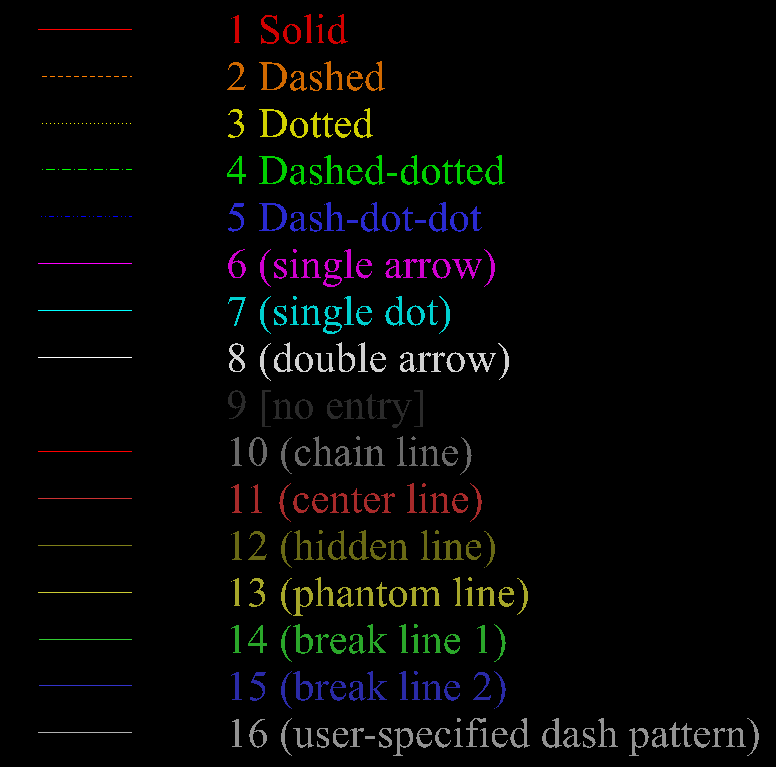 1 Solid
2 Dashed
3 Dotted
4 Dashed-dotted
5 Dash-dot-dot
6 (single arrow)
7 (single dot)
8 (double arrow)
9 [no entry]
10 (chain line)
11 (center line)
12 (hidden line)
13 (phantom line)
14 (break line 1)
15 (break line 2)
16 (user-specified dash pattern)